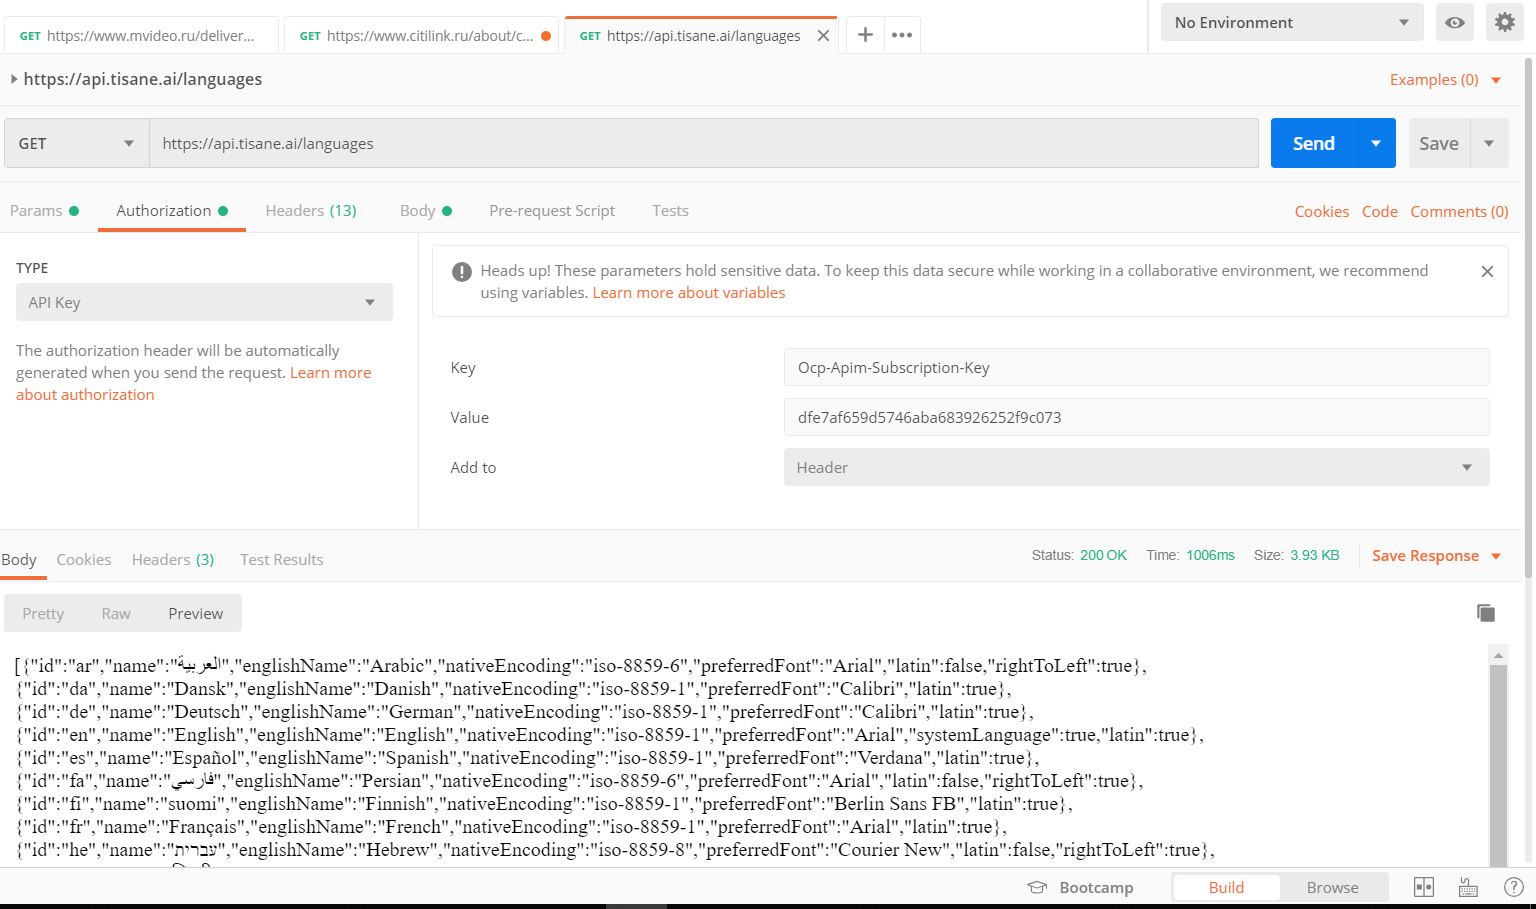 GET https://www.mvideo.ru/deliver...
GET https://www.citilink.ru/about/c...
GET https://api.tisane.ai/languages
No Environment
https://api.tisane.ai/languages
Examples (0)
GET
https://api.tisane.ai/languages
Send
Save
Params
Authorization
Headers (13)
Body
Pre-request Script
Tests
Cookies
Code
Comments (0)
TYPE
API Key
The authorization header will be automatically
generated when you send the request. Learn more
about authorization
Heads up! These parameters hold sensitive data. To keep this data secure while working in a collaborative environment, we recommend
using variables. Learn more about variables
Key
Ocp-Apim-Subscription-Key
Value
dfe7af659d5746aba683926252f9c073
Add to
Header
Body
Cookies
Headers (3)
Test Results
Status: 200 OK
Time: 1006ms
Size: 3.93 KB
Save Response
Pretty
Raw
Preview
[{"id":"ar","name":"العربية","englishName":"Arabic","nativeEncoding":"iso-8859-6","preferredFont":"Arial","latin":false,"rightToLeft":true},
{"id":"da","name":"Dansk","englishName":"Danish","nativeEncoding":"iso-8859-1","preferredFont":"Calibri","latin":true},
{"id":"de","name":"Deutsch","englishName":"German","nativeEncoding":"iso-8859-1","preferredFont":"Calibri","latin":true},
{"id":"en","name":"English","englishName":"English","nativeEncoding":"iso-8859-1","preferredFont":"Arial","systemLanguage":true,"latin":true},
{"id":"es","name":"Español","englishName":"Spanish","nativeEncoding":"iso-8859-1","preferredFont":"Verdana","latin":true},
{"id":"fa","name":"فارسي","englishName":"Persian","nativeEncoding":"iso-8859-6","preferredFont":"Arial","latin":false,"rightToLeft":true},
{"id":"fi","name":"suomi","englishName":"Finnish","nativeEncoding":"iso-8859-1","preferredFont":"Berlin Sans FB","latin":true},
{"id":"fr","name":"Français","englishName":"French","nativeEncoding":"iso-8859-1","preferredFont":"Arial","latin":true},
{"id":"he","name":"עברית","englishName":"Hebrew","nativeEncoding":"iso-8859-8","preferredFont":"Courier New","latin":false,"rightToLeft":true},
Bootcamp
Build
Browse